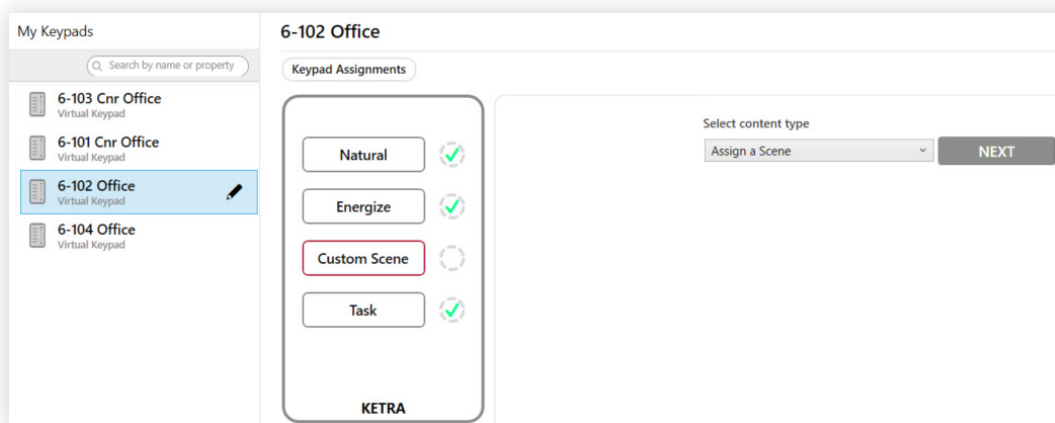 My Keypads
Search by name or property
6-103 Cnr Office
Virtual Keypad
6-101 Cnr Office
Virtual Keypad
6-102 Office
Virtual Keypad
6-104 Office
Virtual Keypad
6-102 Office
Keypad Assignments
Natural
Energize
Custom Scene
Task
KETRA
Select content type
Assign a Scene
NEXT